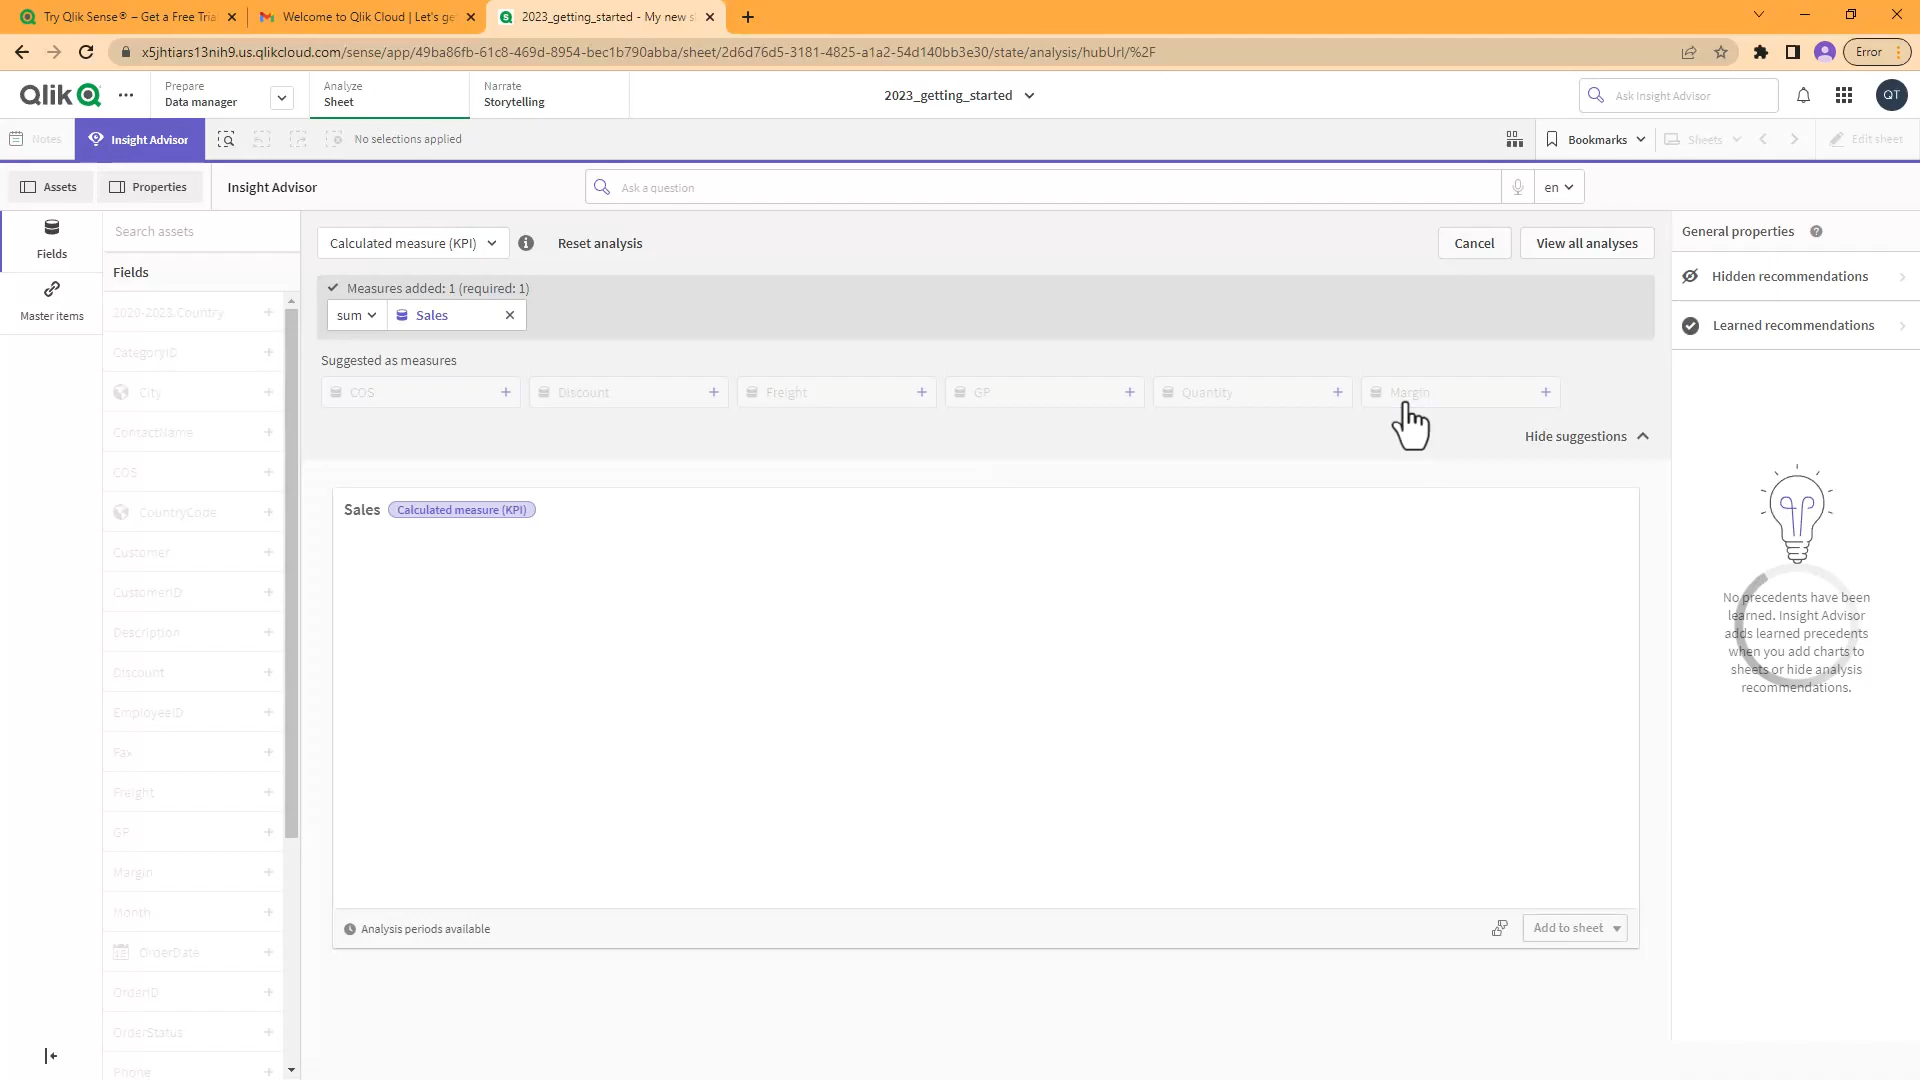 Try Qlik Sense® – Get a Free Tria
Welcome to Qlik Cloud | Let's ge
2023_getting_started - My new s
x5jhtiars13nih9.us.qlikcloud.com/sense/app/49ba86fb-61c8-469d-8954-bec1b790abba/sheet/2d6d76d5-3181-4825-a1a2-54d140bb3e30/state/analysis/hubUrl/%2F
Error
Qlik
Prepare
Data manager
Analyze
Sheet
Narrate
Storytelling
2023_getting_started
Ask Insight Advisor
QT
Notes
Insight Advisor
No selections applied
Bookmarks
Sheets
Edit sheet
Assets
Properties
Insight Advisor
Ask a question
en
Fields
Master items
Search assets
Fields
2020-2023.Country
CategoryID
City
ContactName
COS
CountryCode
Customer
CustomerID
Description
Discount
EmployeeID
Fax
Freight
GP
Margin
Month
OrderDate
OrderID
OrderStatus
Phone
Calculated measure (KPI)
Reset analysis
Cancel
View all analyses
Measures added: 1 (required: 1)
sum
Sales
Suggested as measures
COS
Discount
Freight
GP
Quantity
Margin
Hide suggestions
Sales
Calculated measure (KPI)
Analysis periods available
Add to sheet
General properties
Hidden recommendations
Learned recommendations
No precedents have been
learned. Insight Advisor
adds learned precedents
when you add charts to
sheets or hide analysis
recommendations.